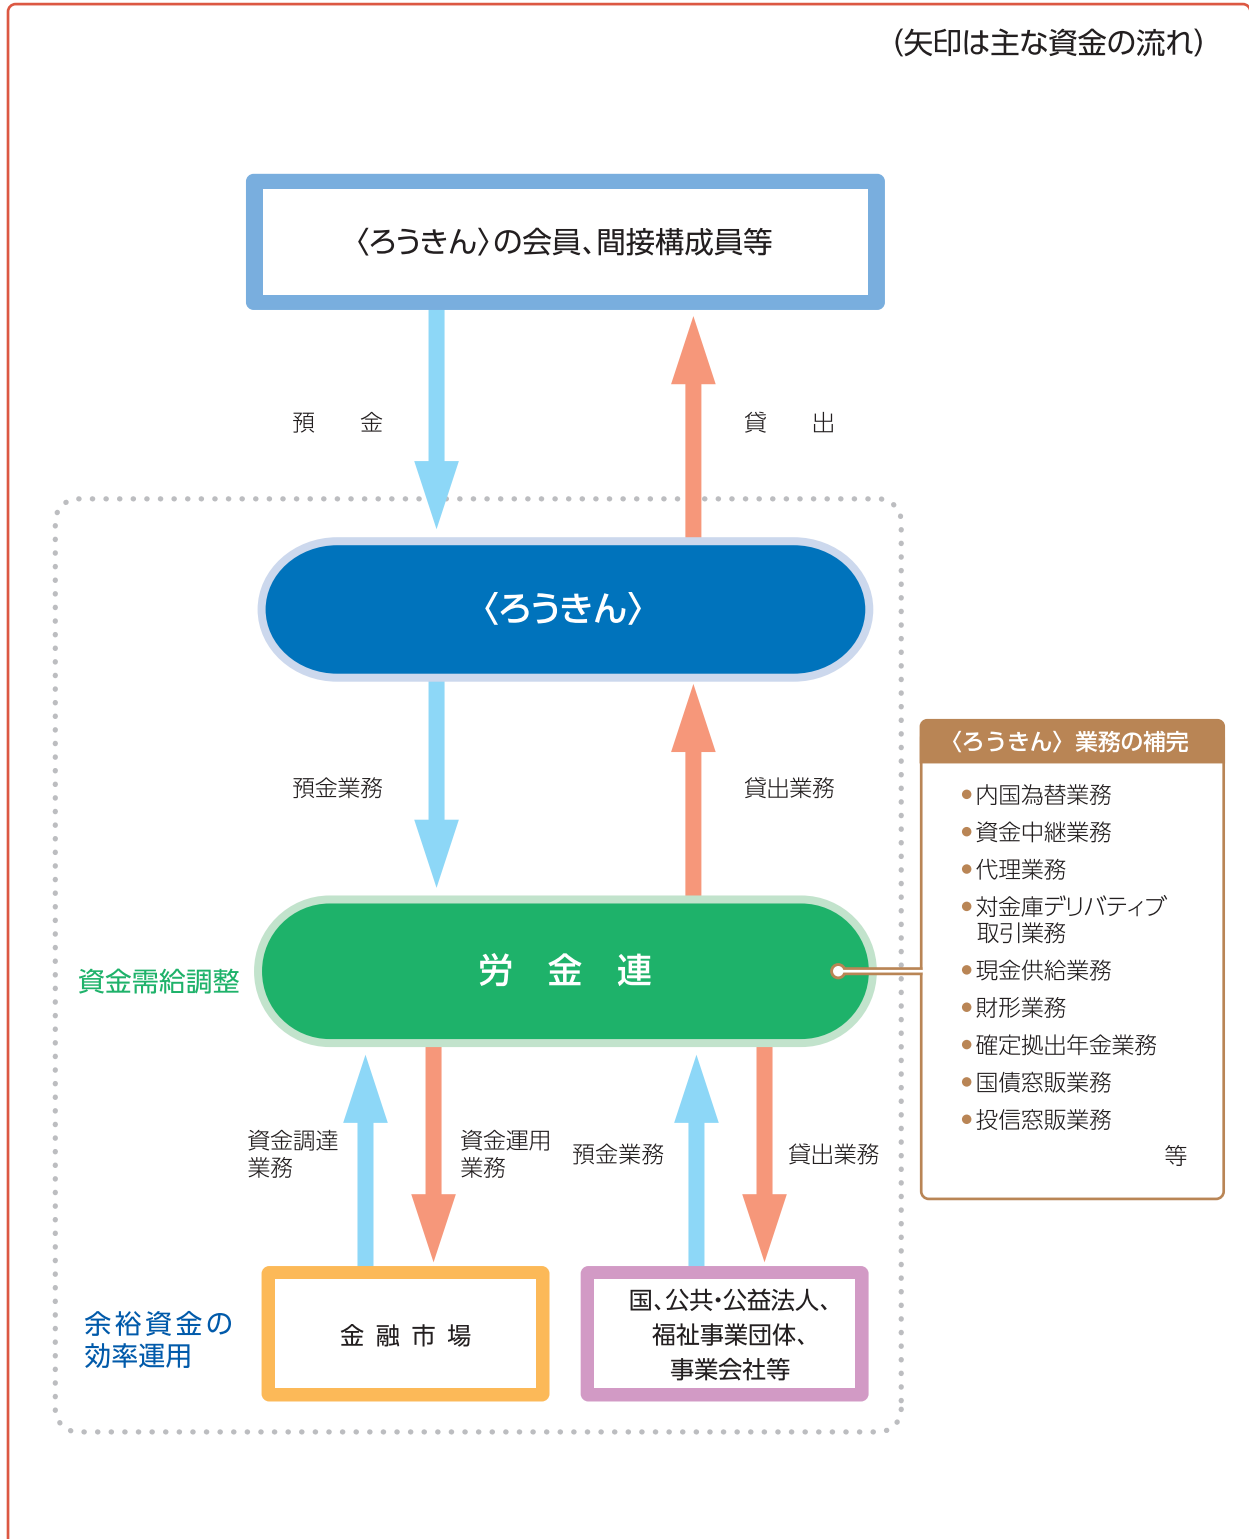 （矢印は主な資金の流れ）
〈ろうきん〉の会員、間接構成員等
預　金
貸　出
〈ろうきん〉
預金業務
貸出業務
〈ろうきん〉業務の補完
●内国為替業務
●資金中継業務
●代理業務
●対金庫デリバティブ
取引業務
●現金供給業務
●財形業務
●確定拠出年金業務
●国債窓販業務
●投信窓販業務
等
資金需給調整
労　金　連
資金調達
業務
資金運用
業務
預金業務
貸出業務
余裕資金の
効率運用
金融市場
国、公共・公益法人、
福祉事業団体、
事業会社等